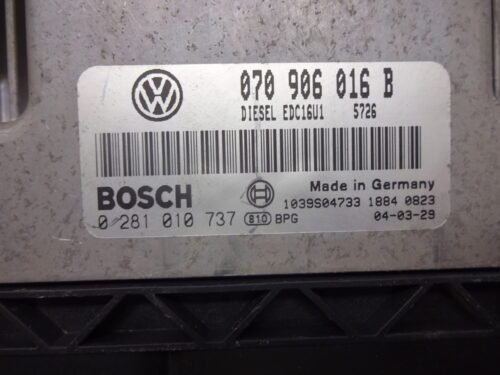 070 906 016 B
DIESEL EDC16U1 5726
BOSCH
Made in Germany
1039S04733 1884 0823
0 281 010 737 810 BPG 04-03-29